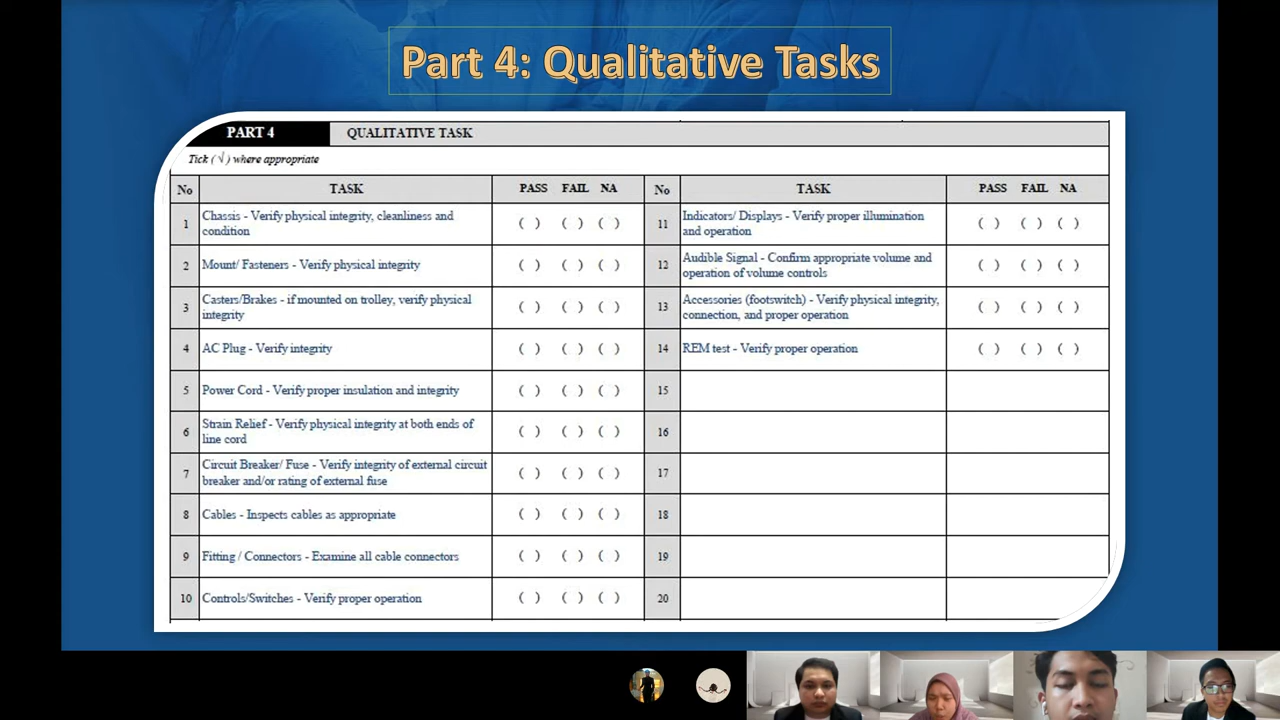 Part 4: Qualitative Tasks
PART 4 QUALITATIVE TASK
Tick (√) where appropriate
No TASK PASS FAIL NA No TASK PASS FAIL NA
1 Chassis - Verify physical integrity, cleanliness and condition ( ) ( ) ( ) 11 Indicators/ Displays - Verify proper illumination and operation ( ) ( ) ( )
2 Mount/ Fasteners - Verify physical integrity ( ) ( ) ( ) 12 Audible Signal - Confirm appropriate volume and operation of volume controls ( ) ( ) ( )
3 Casters/Brakes - if mounted on trolley, verify physical integrity ( ) ( ) ( ) 13 Accessories (footswitch) - Verify physical integrity, connection, and proper operation ( ) ( ) ( )
4 AC Plug - Verify integrity ( ) ( ) ( ) 14 REM test - Verify proper operation ( ) ( ) ( )
5 Power Cord - Verify proper insulation and integrity ( ) ( ) ( ) 15
6 Strain Relief - Verify physical integrity at both ends of line cord ( ) ( ) ( ) 16
7 Circuit Breaker/ Fuse - Verify integrity of external circuit breaker and/or rating of external fuse ( ) ( ) ( ) 17
8 Cables - Inspects cables as appropriate ( ) ( ) ( ) 18
9 Fitting / Connectors - Examine all cable connectors ( ) ( ) ( ) 19
10 Controls/Switches - Verify proper operation ( ) ( ) ( ) 20